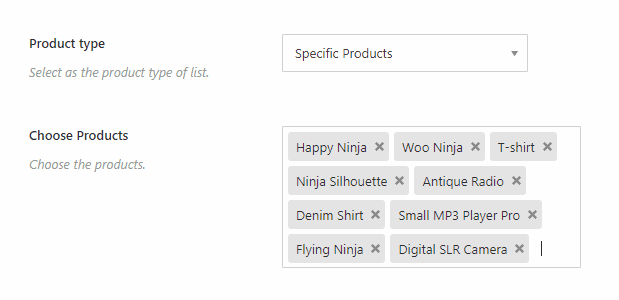 Product type
Specific Products
Select as the product type of list.
Choose Products
Choose the products.
Happy Ninja × Woo Ninja × T-shirt ×
Ninja Silhouette × Antique Radio ×
Denim Shirt × Small MP3 Player Pro ×
Flying Ninja × Digital SLR Camera ×